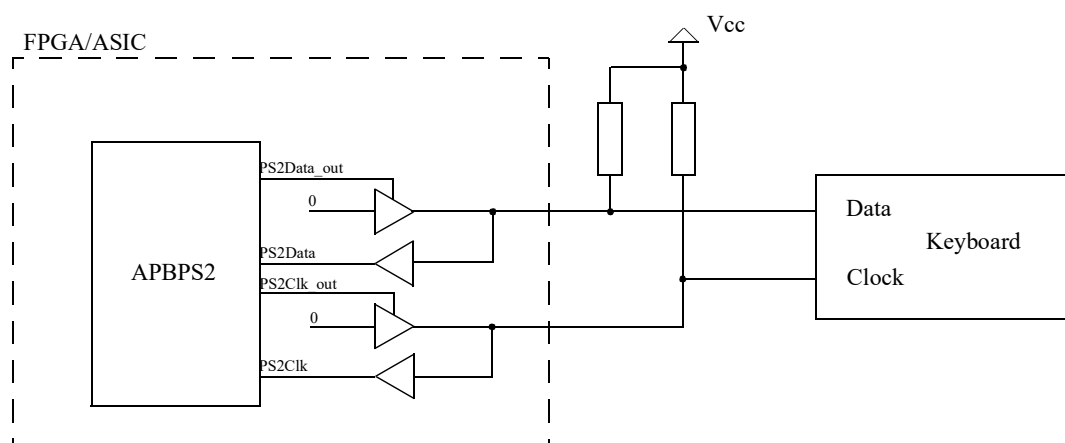 Vcc
FPGA/ASIC
PS2Data_out
0
PS2Data
APBPS2
PS2Clk_out
0
PS2Clk
Data
Keyboard
Clock